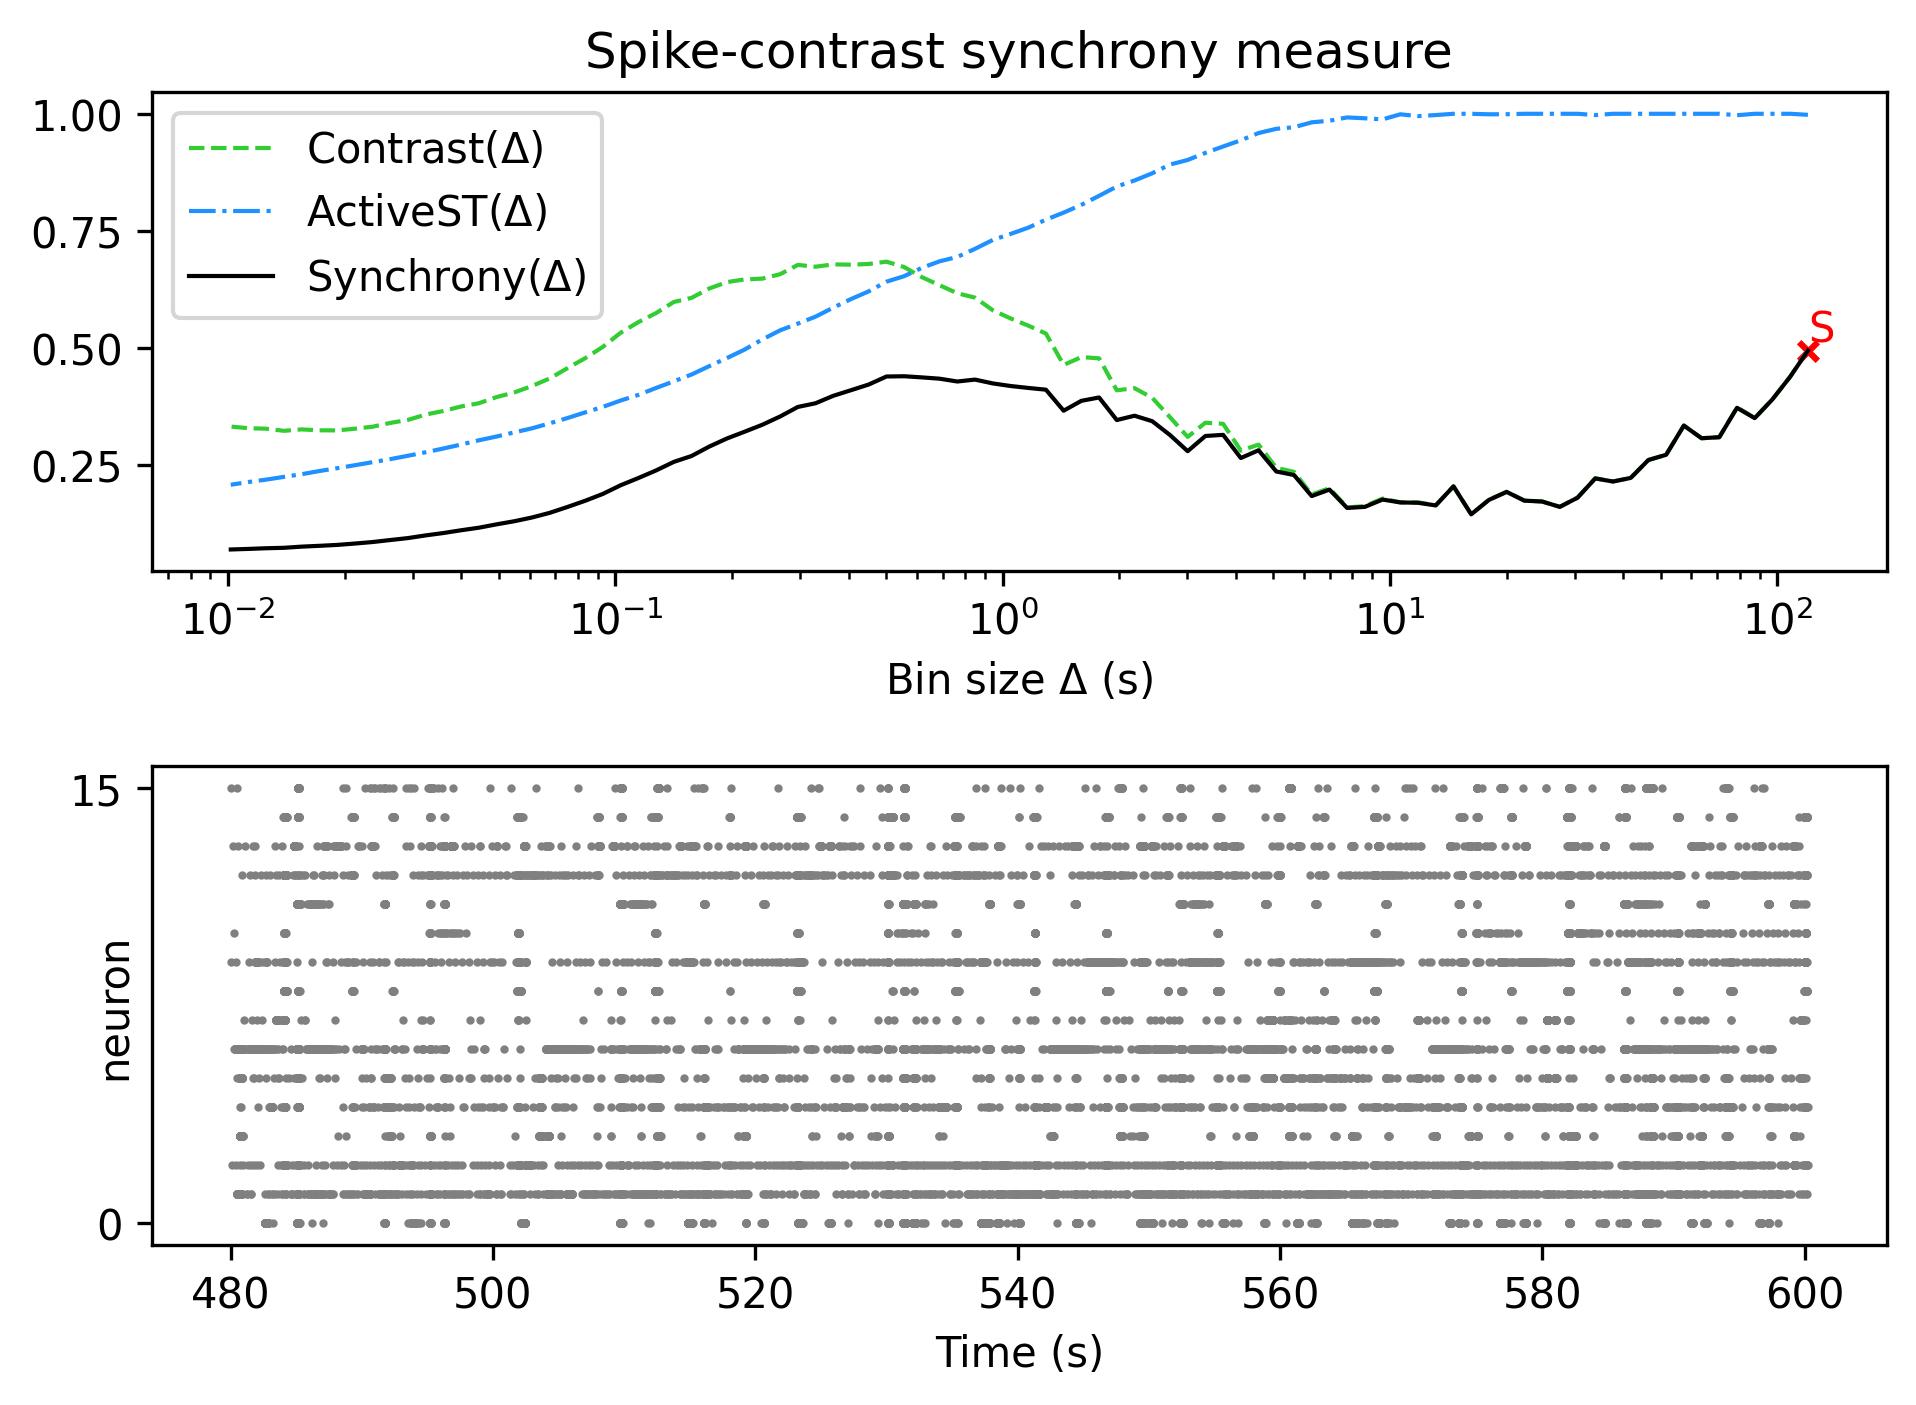 Spike-contrast synchrony measure
1.00
0.75
0.50
0.25
Contrast(Δ)
ActiveST(Δ)
Synchrony(Δ)
S
10⁻² 10⁻¹ 10⁰ 10¹ 10²
Bin size Δ (s)
15
0
neuron
480 500 520 540 560 580 600
Time (s)